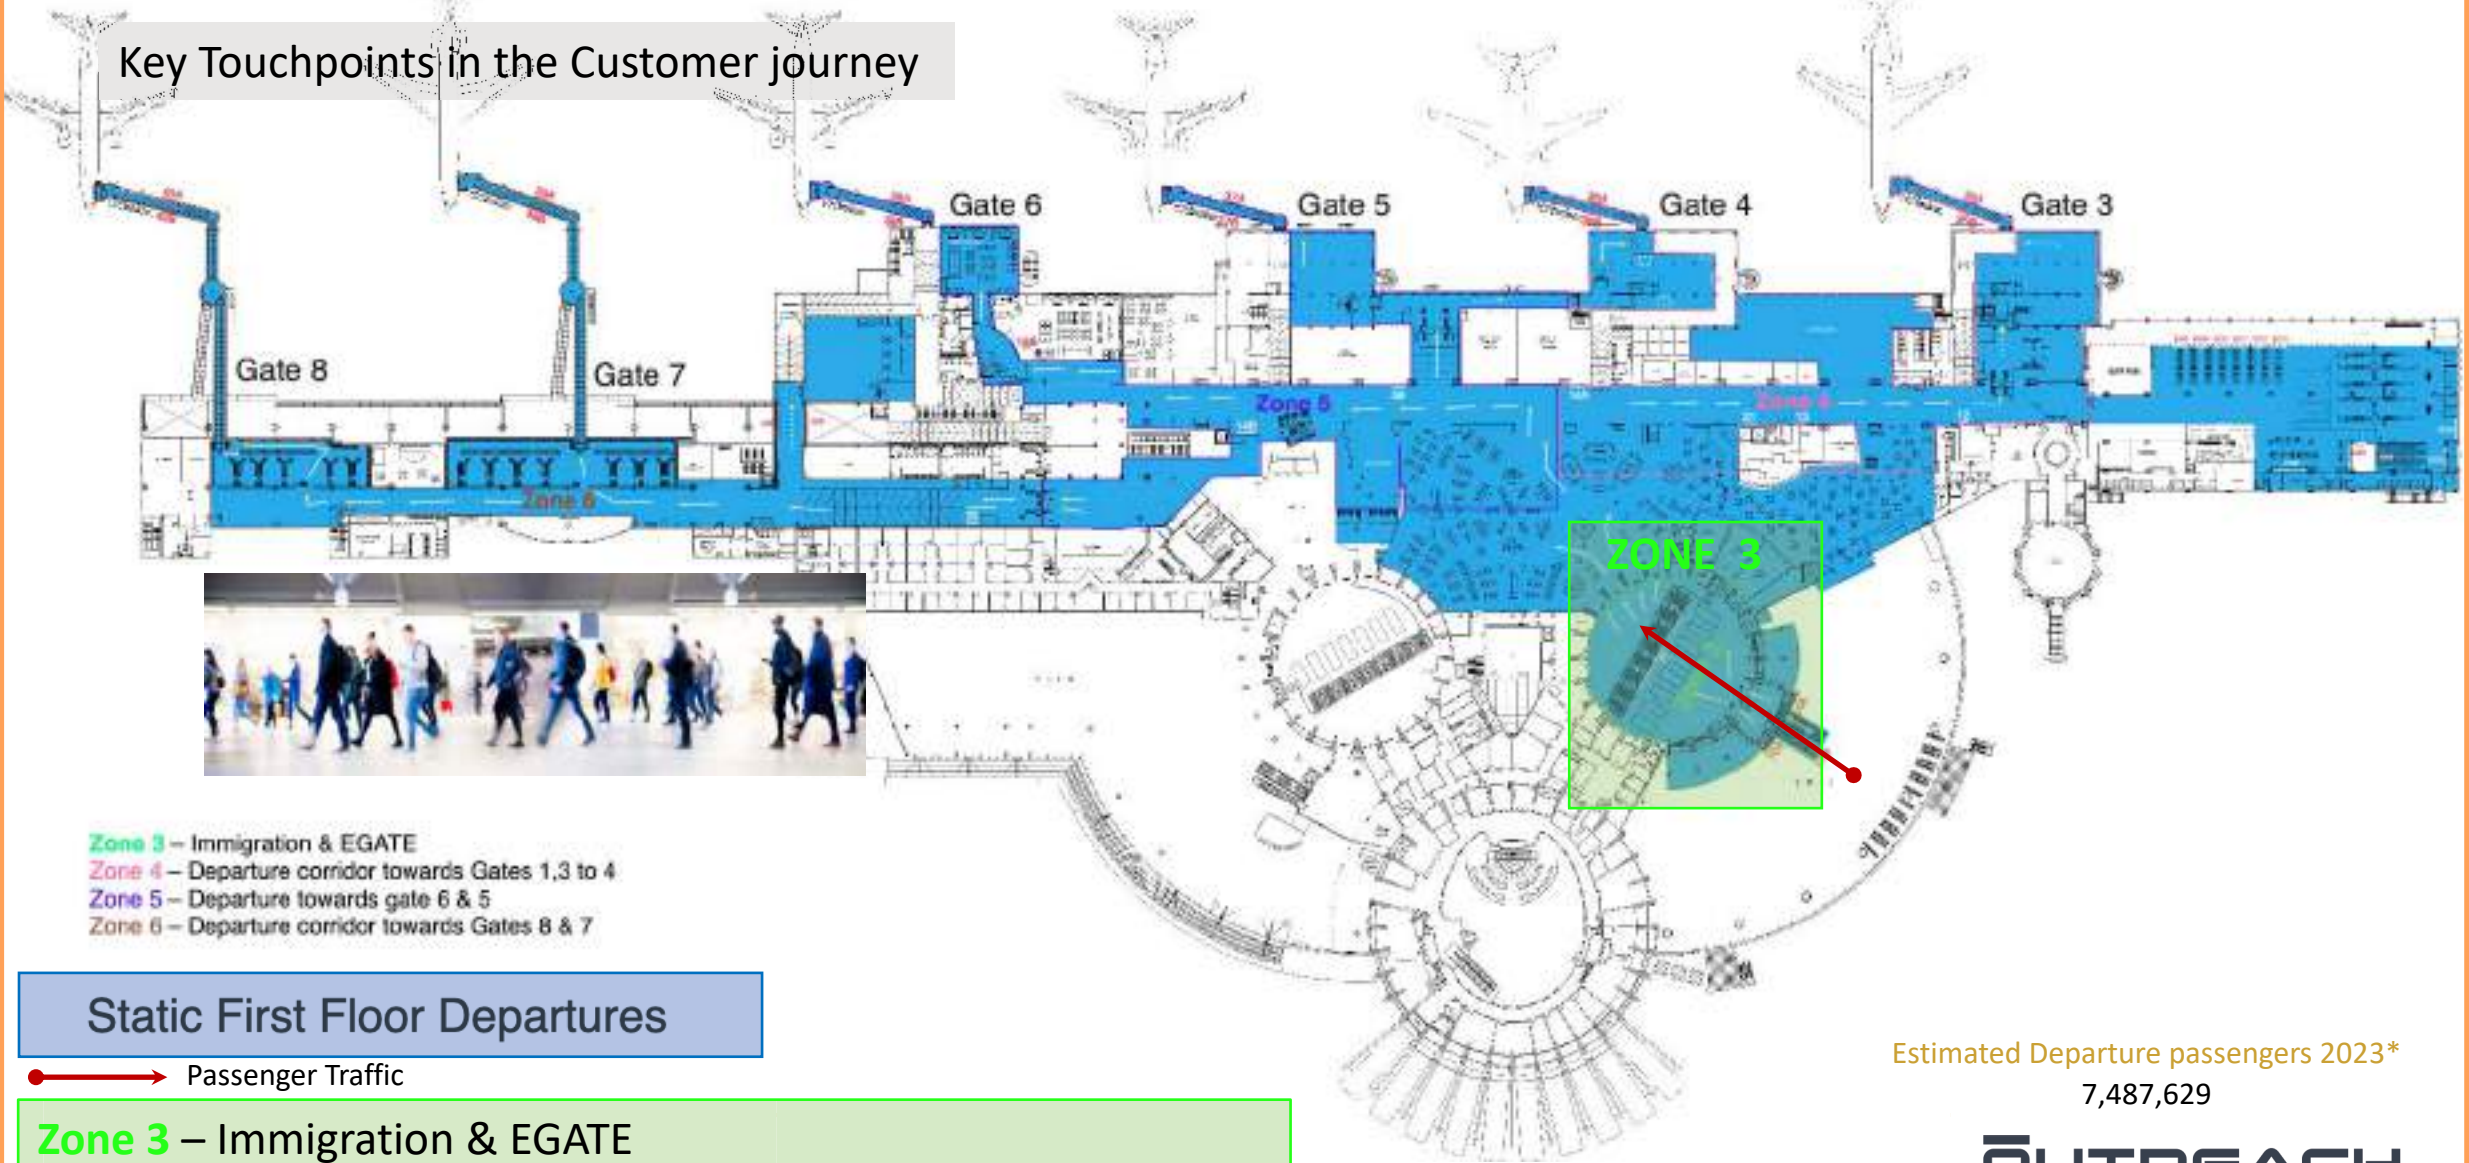 Key Touchpoints in the Customer journey
Gate 6
Gate 5
Gate 4
Gate 3
Gate 8
Gate 7
Zone 5
Zone 6
ZONE 3
Zone 3 – Immigration & EGATE
Zone 4 – Departure corridor towards Gates 1,3 to 4
Zone 5 – Departure towards gate 6 & 5
Zone 6 – Departure corridor towards Gates 8 & 7
Static First Floor Departures
Passenger Traffic
Estimated Departure passengers 2023*
7,487,629
Zone 3 – Immigration & EGATE
OUTREACH